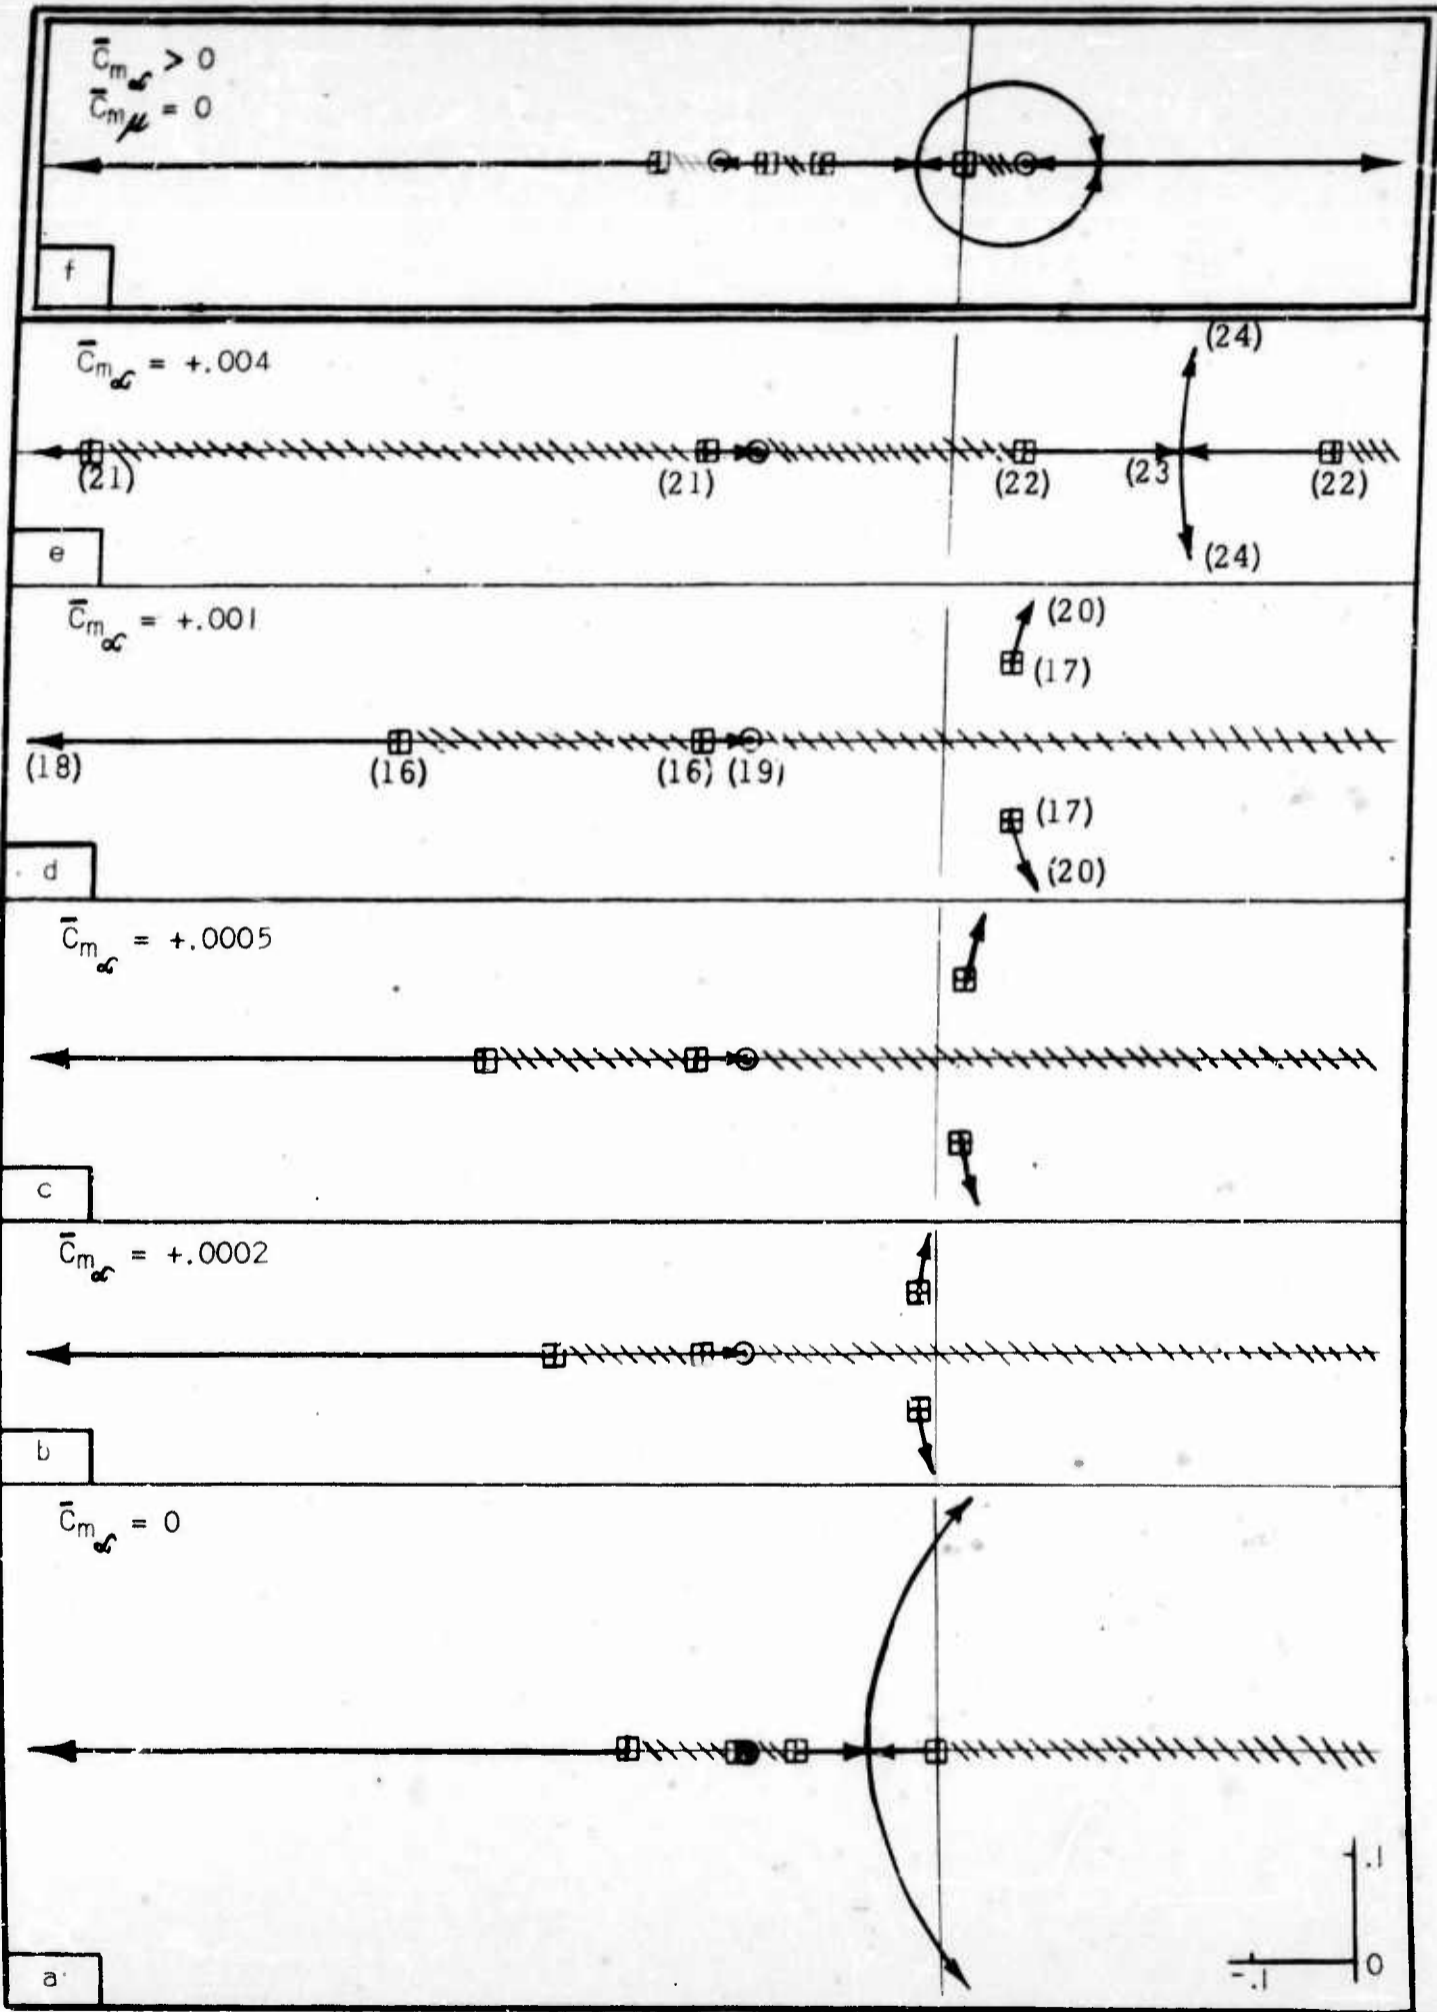 C̄mα > 0
C̄mμ = 0
f
C̄mα = +.004
(24)
(21) (21) (22) (23 (22)
(24)
e
C̄mα = +.001
(20)
(17)
(18) (16) (16) (19)
(17)
(20)
d
C̄mα = +.0005
c
C̄mα = +.0002
b
C̄mα = 0
.1
-.1 0
a